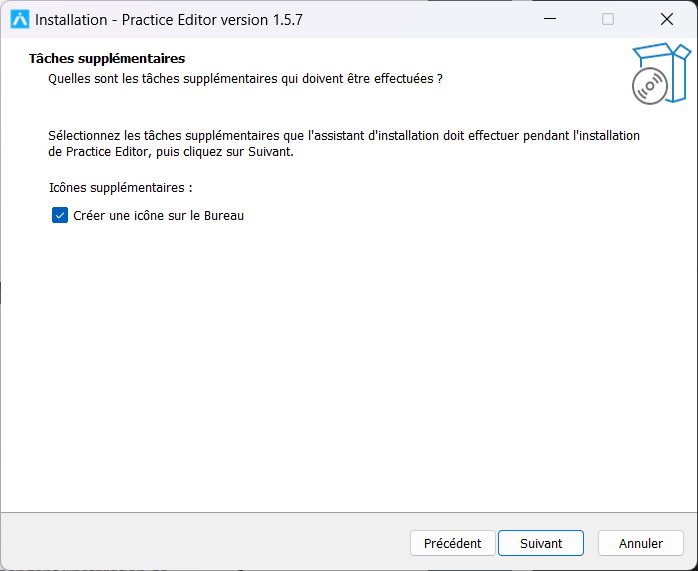 Installation - Practice Editor version 1.5.7
Tâches supplémentaires
Quelles sont les tâches supplémentaires qui doivent être effectuées ?
Sélectionnez les tâches supplémentaires que l'assistant d'installation doit effectuer pendant l'installation
de Practice Editor, puis cliquez sur Suivant.
Icônes supplémentaires :
Créer une icône sur le Bureau
Précédent Suivant Annuler